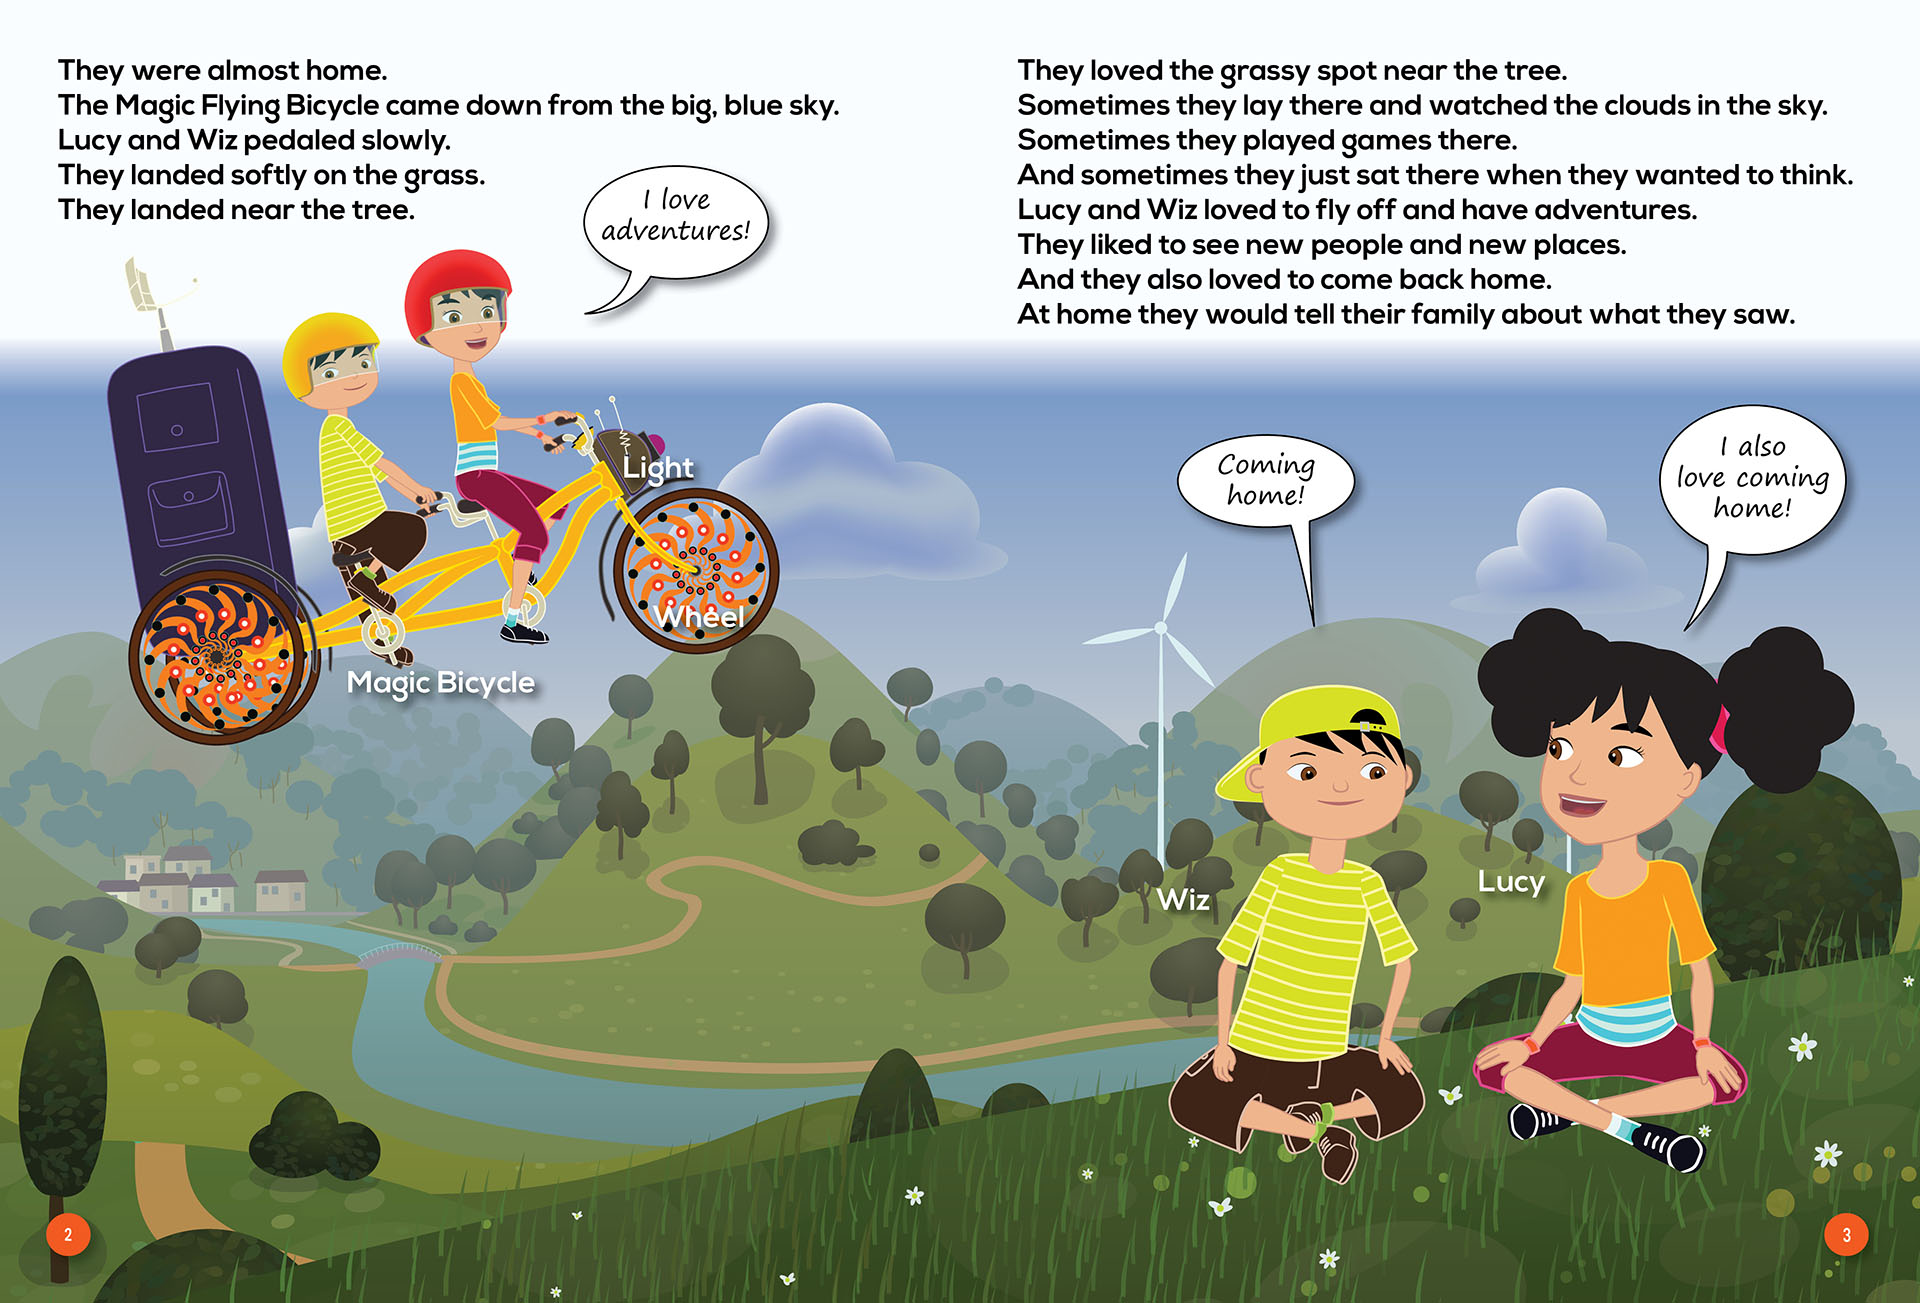 They were almost home.
The Magic Flying Bicycle came down from the big, blue sky.
Lucy and Wiz pedaled slowly.
They landed softly on the grass.
They landed near the tree.
I love
adventures!
Light
Wheel
Magic Bicycle
2
They loved the grassy spot near the tree.
Sometimes they lay there and watched the clouds in the sky.
Sometimes they played games there.
And sometimes they just sat there when they wanted to think.
Lucy and Wiz loved to fly off and have adventures.
They liked to see new people and new places.
And they also loved to come back home.
At home they would tell their family about what they saw.
Coming
home!
I also
love coming
home!
Wiz
Lucy
3